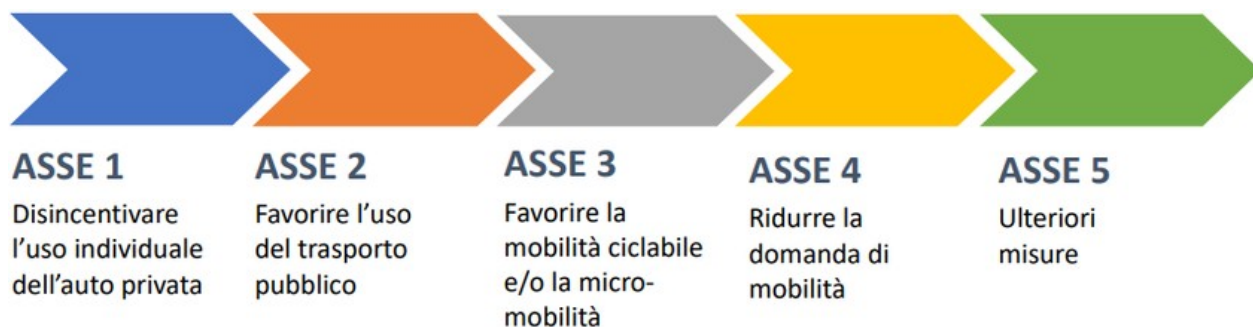 ASSE 1
Disincentivare
l’uso individuale
dell’auto privata
ASSE 2
Favorire l’uso
del trasporto
pubblico
ASSE 3
Favorire la
mobilità ciclabile
e/o la micro-
mobilità
ASSE 4
Ridurre la
domanda di
mobilità
ASSE 5
Ulteriori
misure